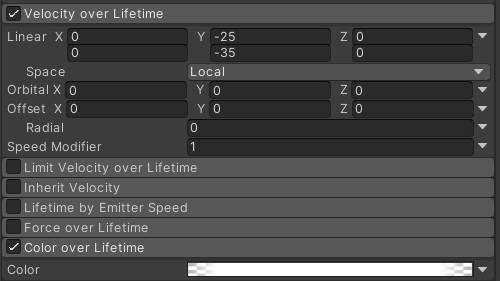 Velocity over Lifetime
Linear X 0 Y -25 Z 0
0 -35 0
Space Local
Orbital X 0 Y 0 Z 0
Offset X 0 Y 0 Z 0
Radial 0
Speed Modifier 1
Limit Velocity over Lifetime
Inherit Velocity
Lifetime by Emitter Speed
Force over Lifetime
Color over Lifetime
Color